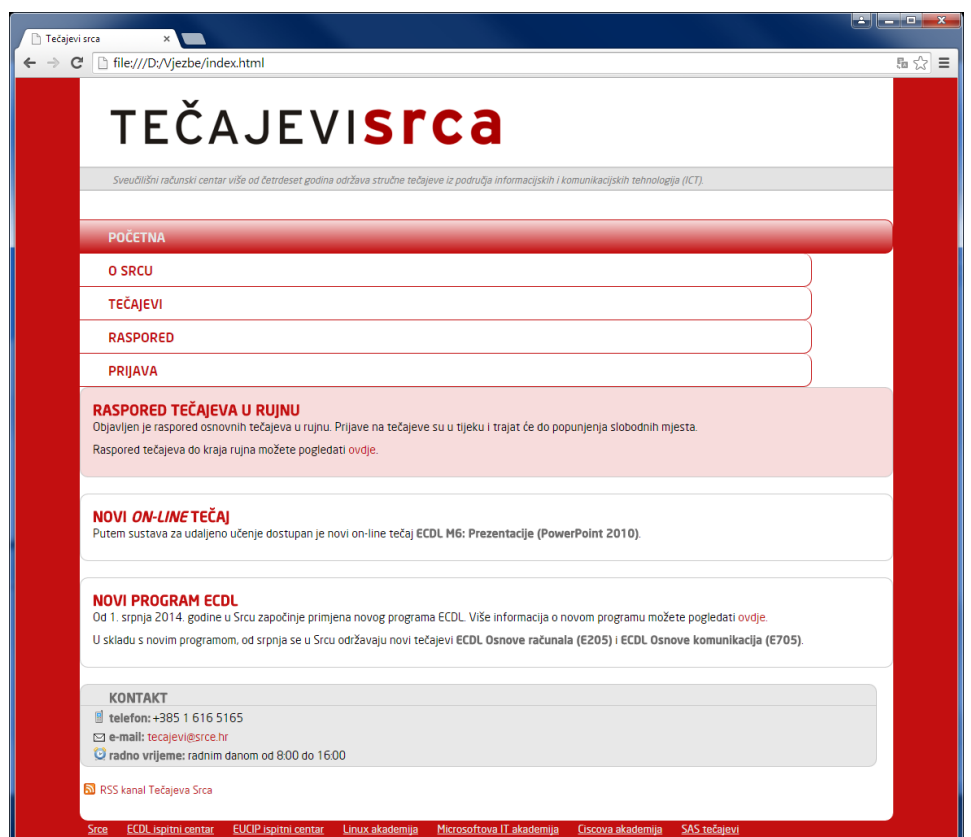 Tečajevi srca
file:///D:/Vjezbe/index.html
TEČAJEVIsrca
Sveučilišni računski centar više od četrdeset godina održava stručne tečajeve iz područja informacijskih i komunikacijskih tehnologija (ICT).
POČETNA
O SRCU
TEČAJEVI
RASPORED
PRIJAVA
RASPORED TEČAJEVA U RUJNU
Objavljen je raspored osnovnih tečajeva u rujnu. Prijave na tečajeve su u tijeku i trajat će do popunjenja slobodnih mjesta.
Raspored tečajeva do kraja rujna možete pogledati ovdje.
NOVI ON-LINE TEČAJ
Putem sustava za udaljeno učenje dostupan je novi on-line tečaj ECDL M6: Prezentacije (PowerPoint 2010).
NOVI PROGRAM ECDL
Od 1. srpnja 2014. godine u Srcu započinje primjena novog programa ECDL. Više informacija o novom programu možete pogledati ovdje.
U skladu s novim programom, od srpnja se u Srcu održavaju novi tečajevi ECDL Osnove računala (E205) i ECDL Osnove komunikacija (E705).
KONTAKT
telefon: +385 1 616 5165
e-mail: tecajevi@srce.hr
radno vrijeme: radnim danom od 8:00 do 16:00
RSS kanal Tečajeva Srca
Srce ECDL ispitni centar EUCIP ispitni centar Linux akademija Microsoftova IT akademija Ciscova akademija SAS tečajevi